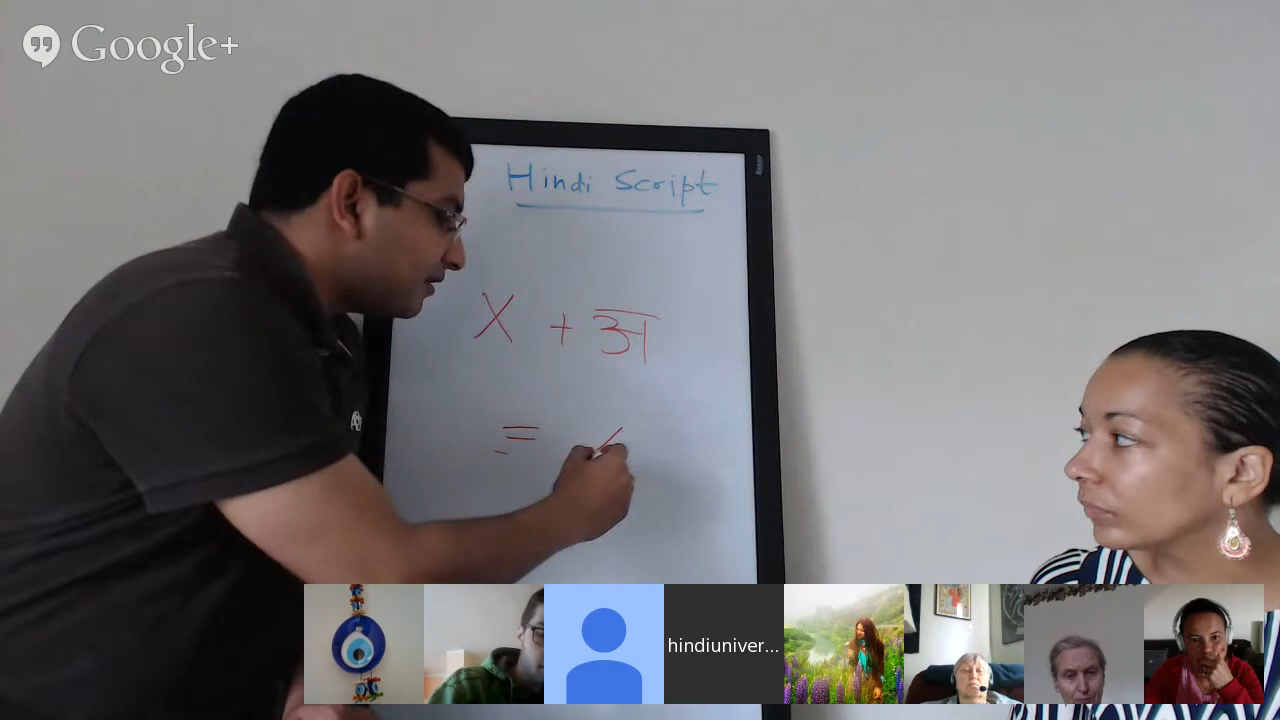 Google+
Hindi Script
X + अ
=
hindiuniver...